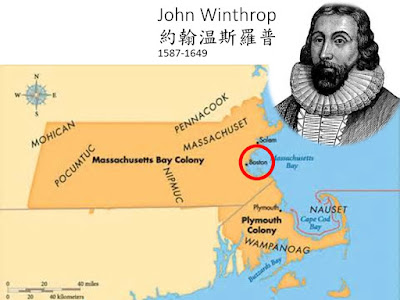 John Winthrop
約翰温斯羅普
1587-1649
PENNACOOK
MOHICAN
MASSACHUSET
Salem
POCUMTUC
Massachusetts Bay Colony
Boston
Massachusetts
Bay
NIPMUC
Plymouth
NAUSET
Plymouth
Colony
Cape Cod
Bay
WAMPANOAG
Buzzards Bay
0 20 40 miles
0 20 40 kilometers